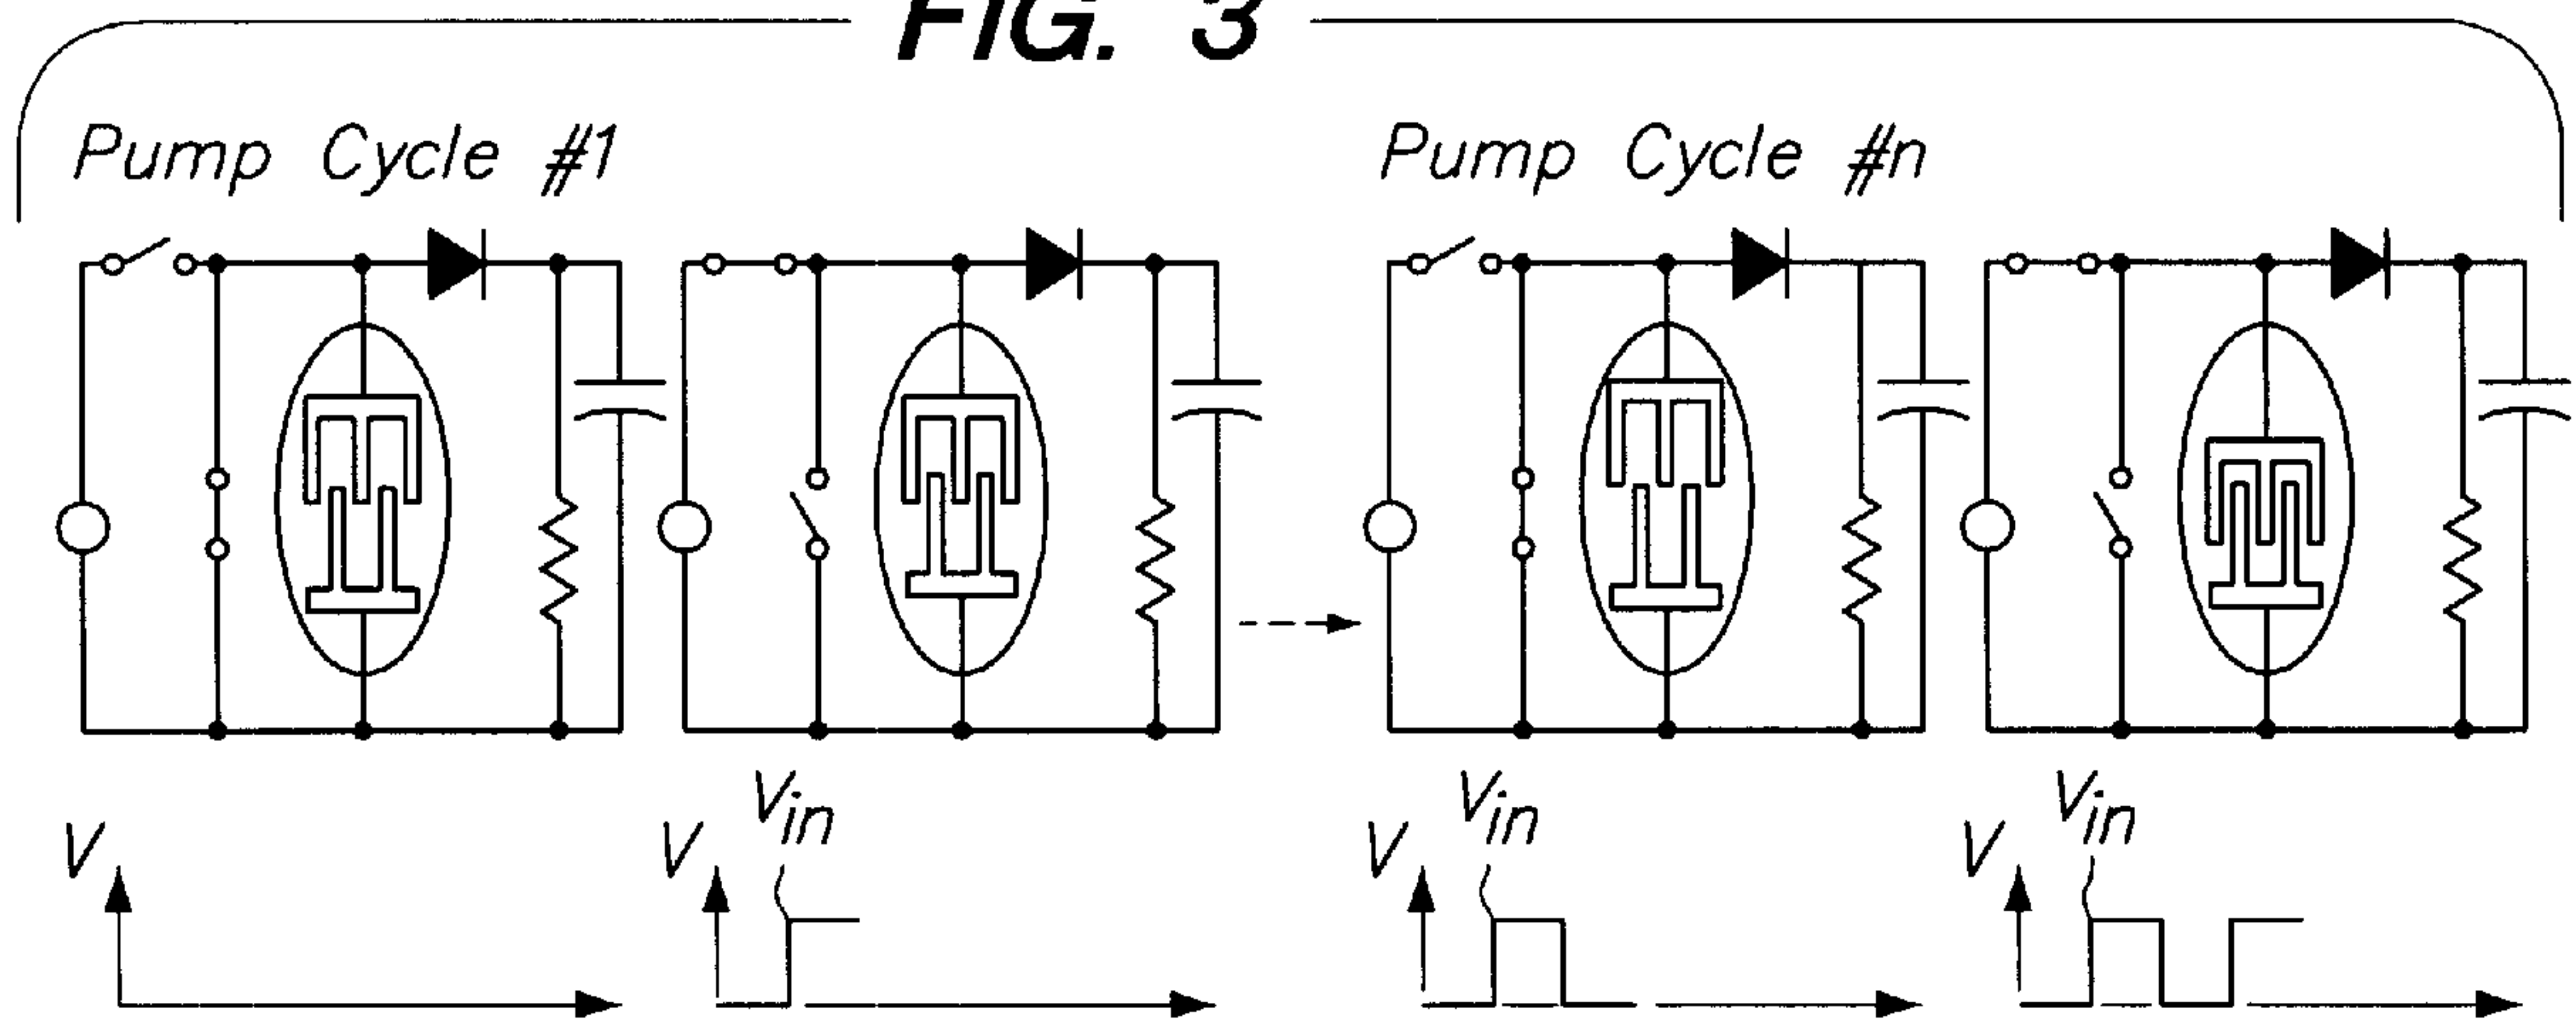 FIG. 3
Pump Cycle #1
Pump Cycle #n
V
V
Vin
V
Vin
V
Vin